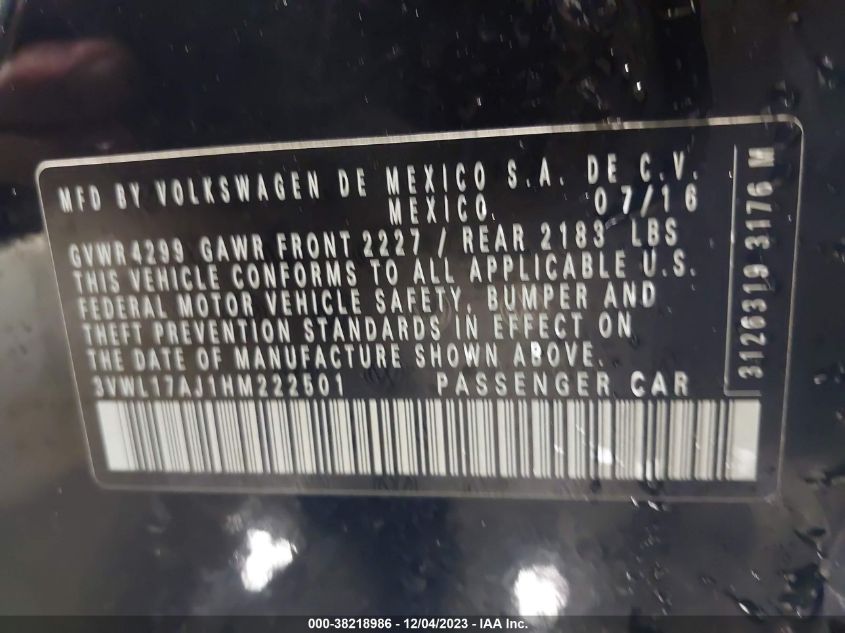 MFD BY VOLKSWAGEN DE MEXICO S.A. DE C.V.
MEXICO. 07/16
GVWR 4299 GAWR FRONT 2227 / REAR 2183 LBS
THIS VEHICLE CONFORMS TO ALL APPLICABLE U.S.
FEDERAL MOTOR VEHICLE SAFETY, BUMPER AND
THEFT PREVENTION STANDARDS IN EFFECT ON
THE DATE OF MANUFACTURE SHOWN ABOVE.
3VWL17AJ1HM222501 PASSENGER CAR
3126319 3176 M
000-38218986 - 12/04/2023 - IAA Inc.